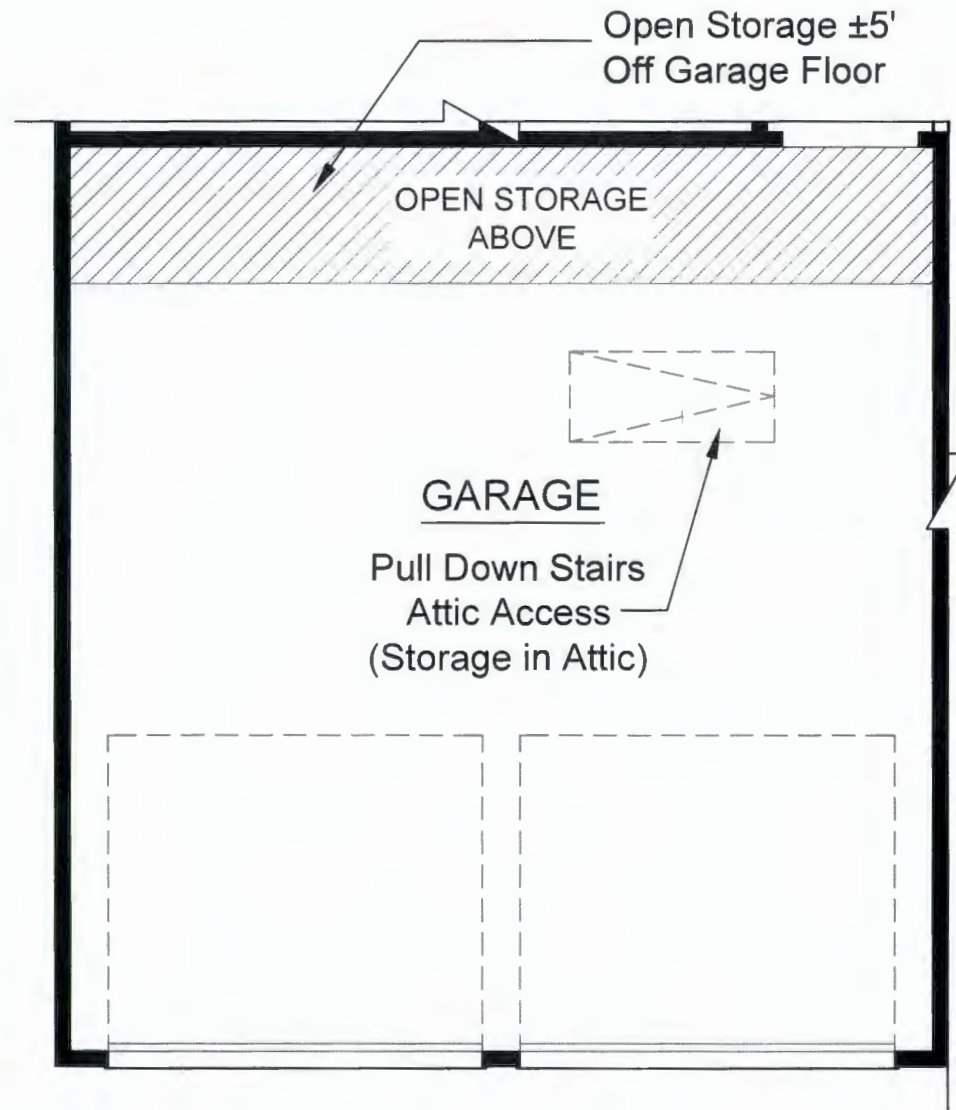 Open Storage ±5'
Off Garage Floor
OPEN STORAGE
ABOVE
GARAGE
Pull Down Stairs
Attic Access
(Storage in Attic)